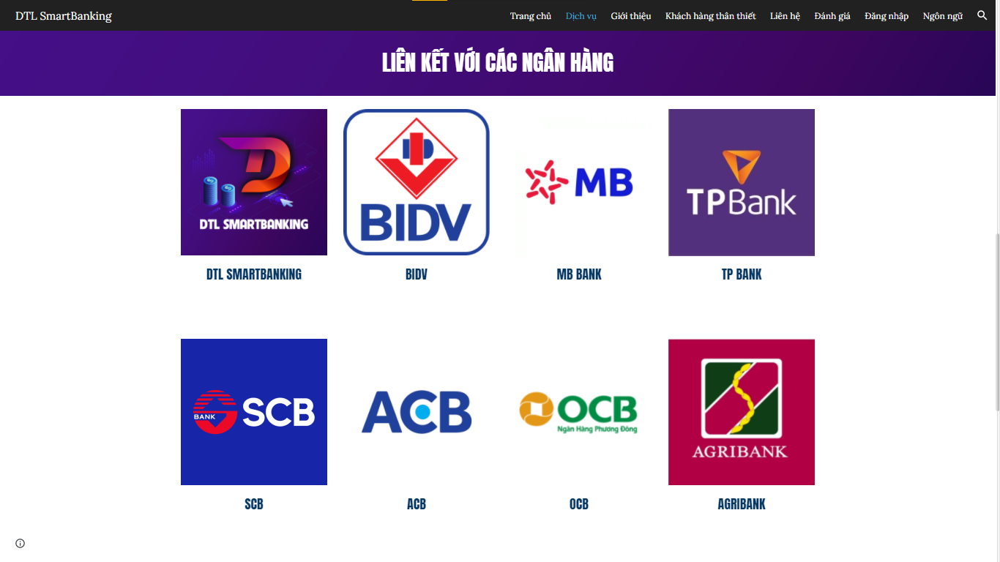 DTL SmartBanking
Trang chủ
Dịch vụ
Giới thiệu
Khách hàng thân thiết
Liên hệ
Đánh giá
Đăng nhập
Ngôn ngữ
LIÊN KẾT VỚI CÁC NGÂN HÀNG
DTL SMARTBANKING
BIDV
MB
TPBank
DTL SMARTBANKING
BIDV
MB BANK
TP BANK
BANK
SCB
ACB
OCB
Ngân Hàng Phương Đông
AGRIBANK
SCB
ACB
OCB
AGRIBANK